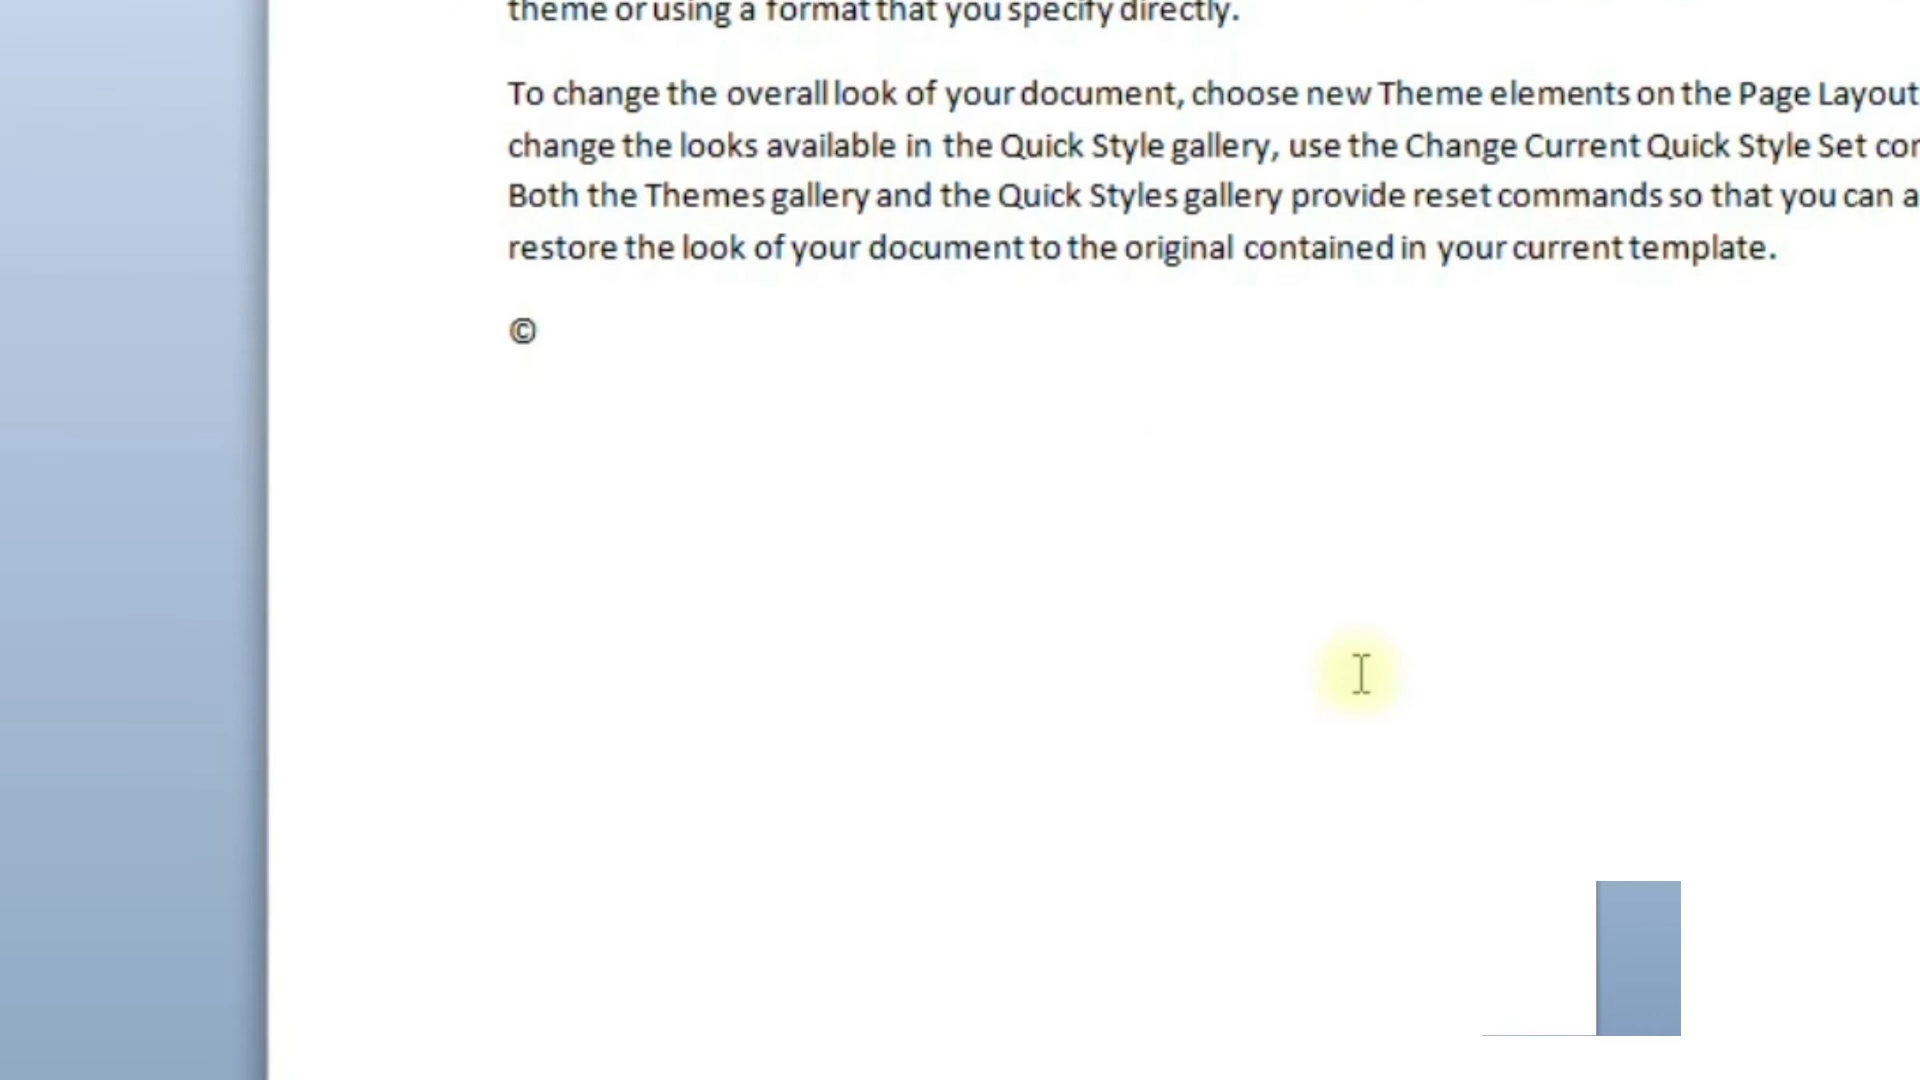 theme or using a format that you specify directly.
To change the overall look of your document, choose new Theme elements on the Page Layout
change the looks available in the Quick Style gallery, use the Change Current Quick Style Set
Both the Themes gallery and the Quick Styles gallery provide reset commands so that you can
restore the look of your document to the original contained in your current template.
©